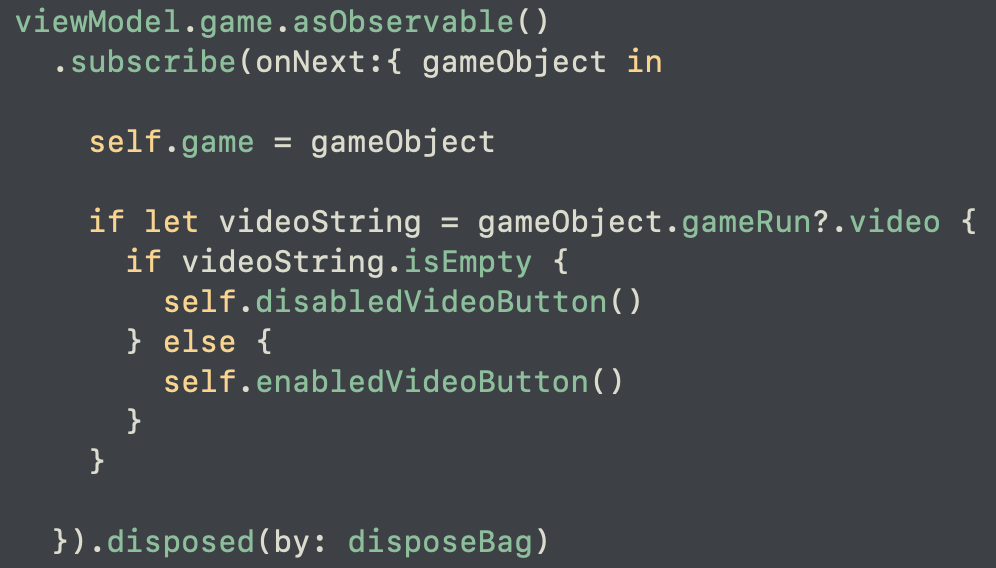 viewModel.game.asObservable()
.subscribe(onNext:{ gameObject in
self.game = gameObject
if let videoString = gameObject.gameRun?.video {
if videoString.isEmpty {
self.disabledVideoButton()
} else {
self.enabledVideoButton()
}
}
}).disposed(by: disposeBag)